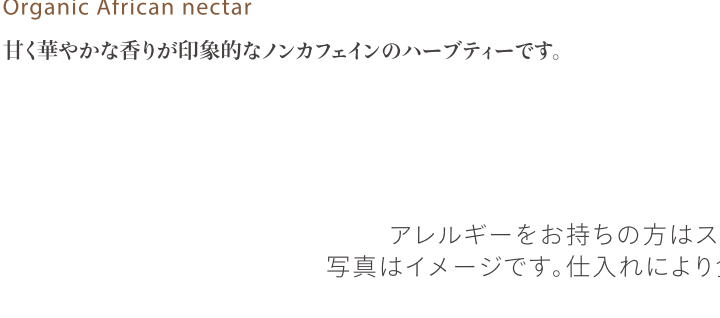 Organic African nectar
甘く華やかな香りが印象的なノンカフェインのハーブティーです。
アレルギーをお持ちの方はス
写真はイメージです。仕入れにより